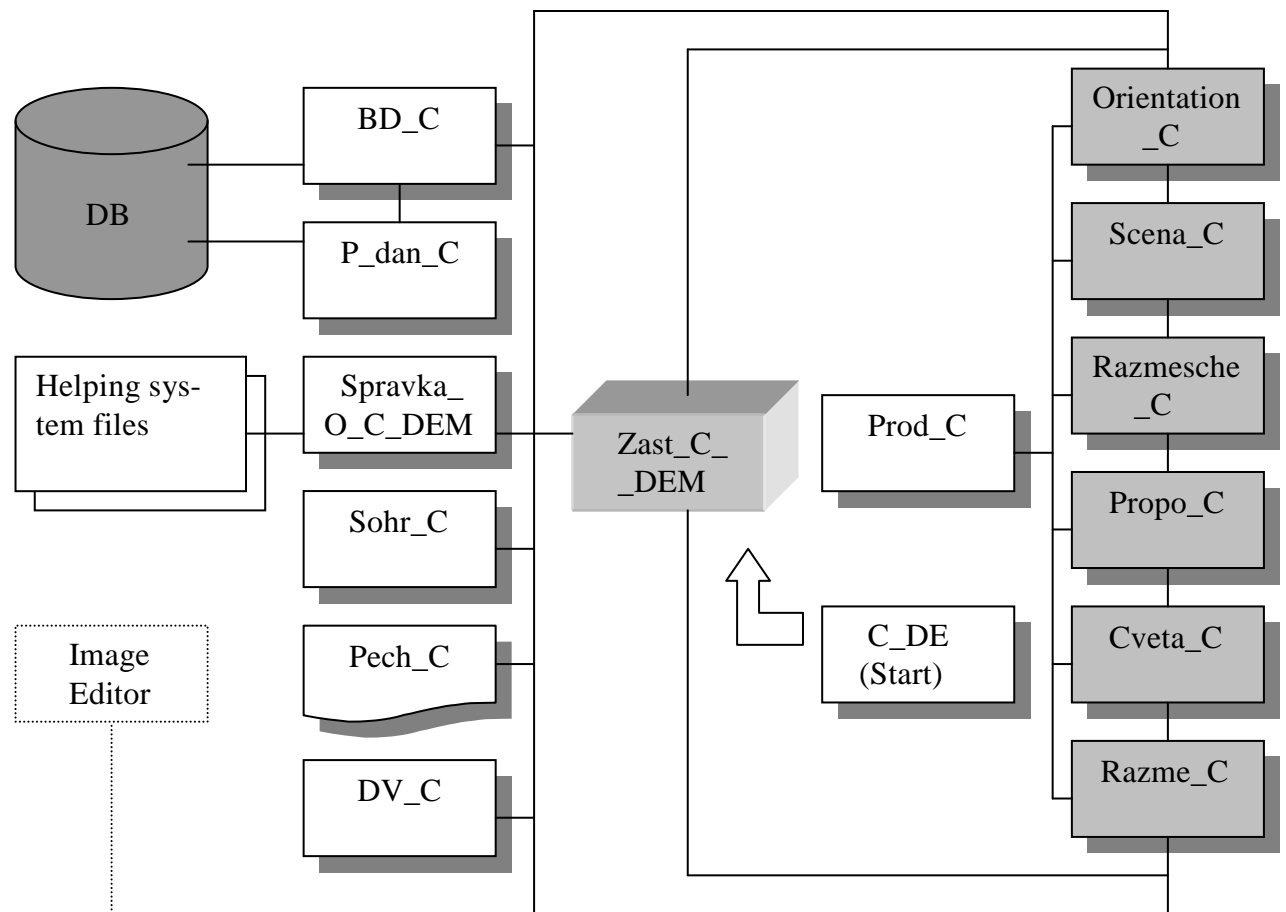 DB
BD_C
P_dan_C
Helping sys-
tem files
Spravka_
O_C_DEM
Sohr_C
Image
Editor
Pech_C
DV_C
Zast_C_
_DEM
Prod_C
C_DE
(Start)
Orientation
_C
Scena_C
Razmesche
_C
Propo_C
Cveta_C
Razme_C